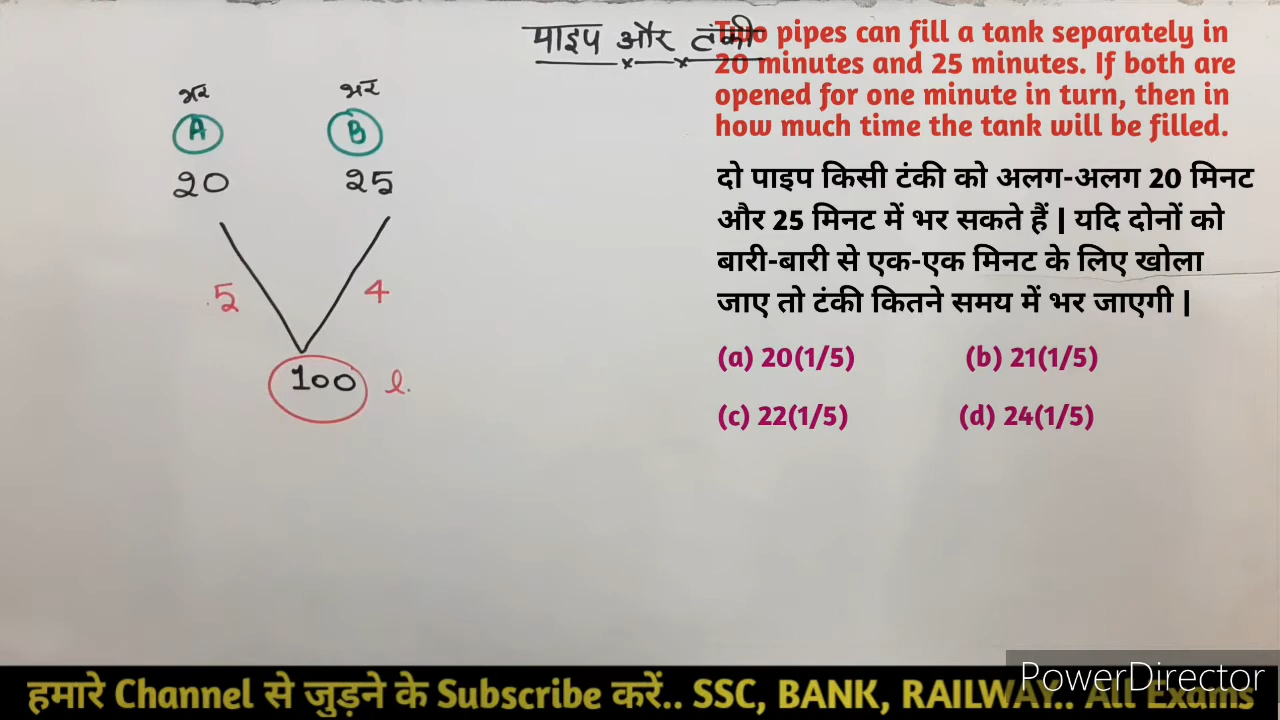 पाइप और टंकी
Two pipes can fill a tank separately in
20 minutes and 25 minutes. If both are
opened for one minute in turn, then in
how much time the tank will be filled.
दो पाइप किसी टंकी को अलग-अलग 20 मिनट
और 25 मिनट में भर सकते हैं | यदि दोनों को
बारी-बारी से एक-एक मिनट के लिए खोला
जाए तो टंकी कितने समय में भर जाएगी |
(a) 20(1/5) (b) 21(1/5)
(c) 22(1/5) (d) 24(1/5)
भर भर
A B
20 25
5 4
100 l.
हमारे Channel से जुड़ने के Subscribe करें.. SSC, BANK, RAILWAY.. All Exams
PowerDirector